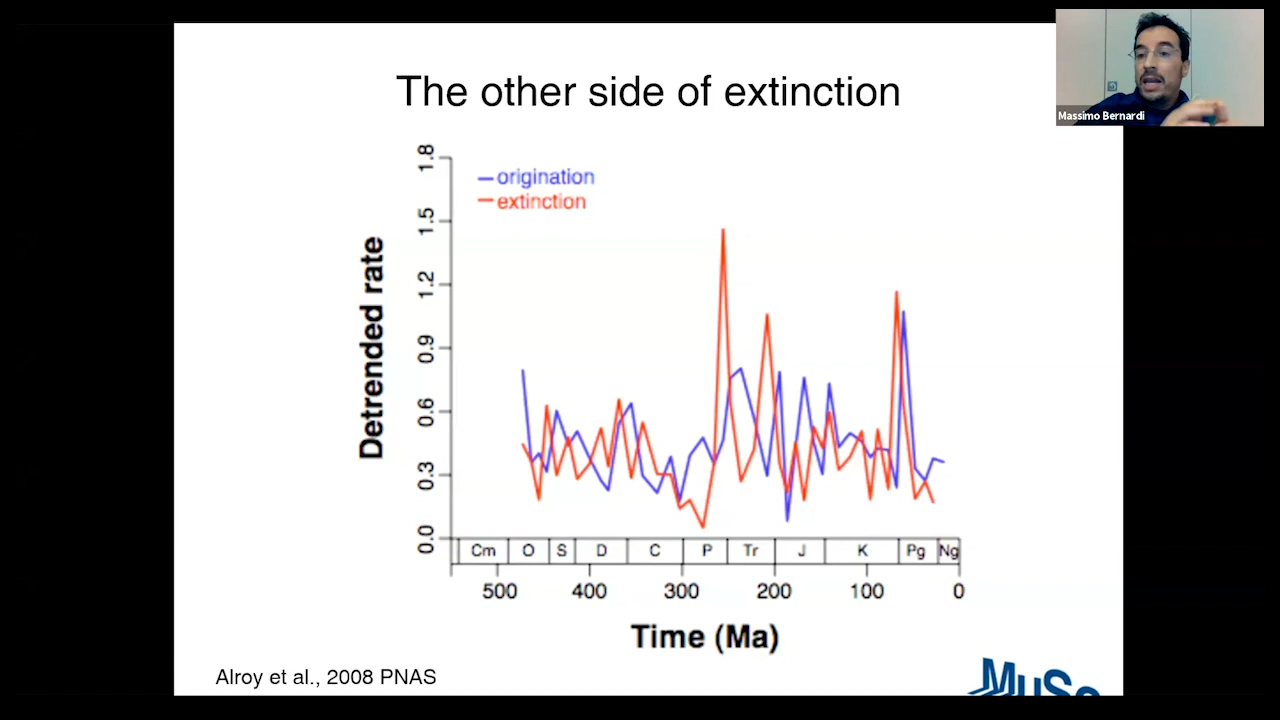 The other side of extinction
Massimo Bernardi
origination
extinction
Detrended rate
1.8
1.5
1.2
0.9
0.6
0.3
0.0
Cm O S D C P Tr J K Pg Ng
500 400 300 200 100 0
Time (Ma)
Alroy et al., 2008 PNAS
MuSe